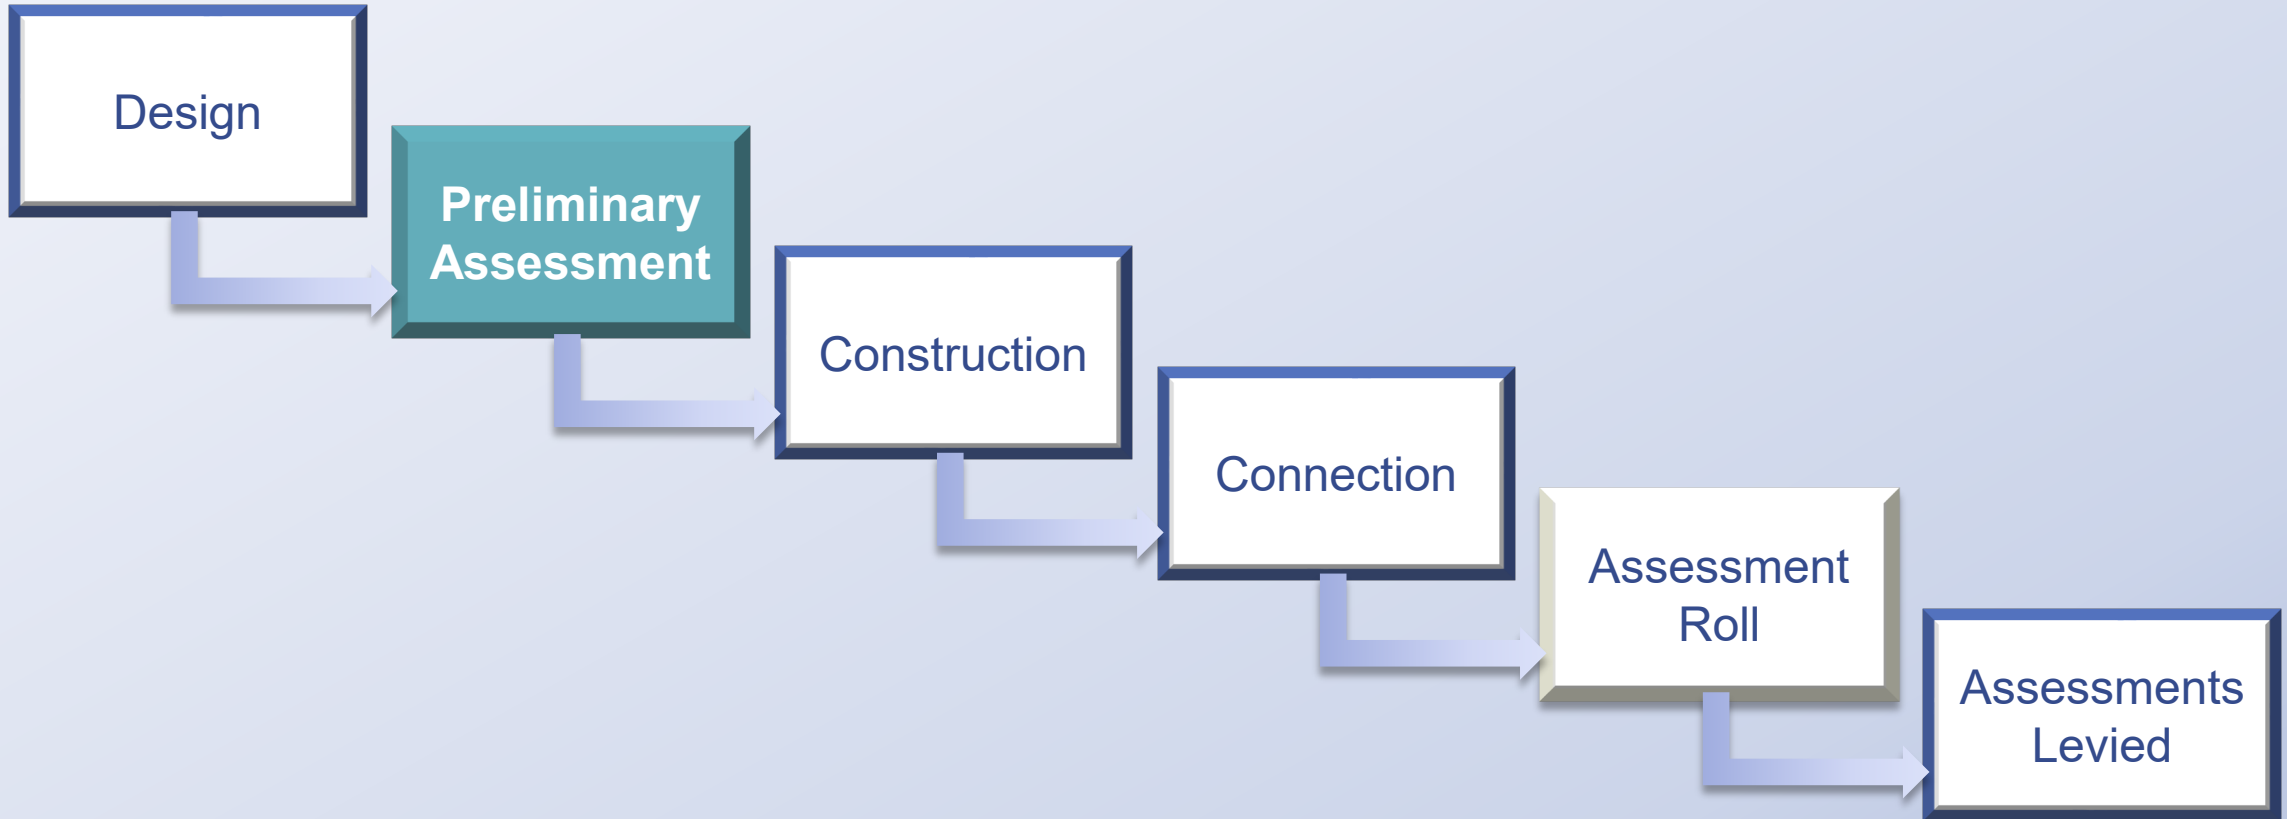 Design
Preliminary
Assessment
Construction
Connection
Assessment
Roll
Assessments
Levied